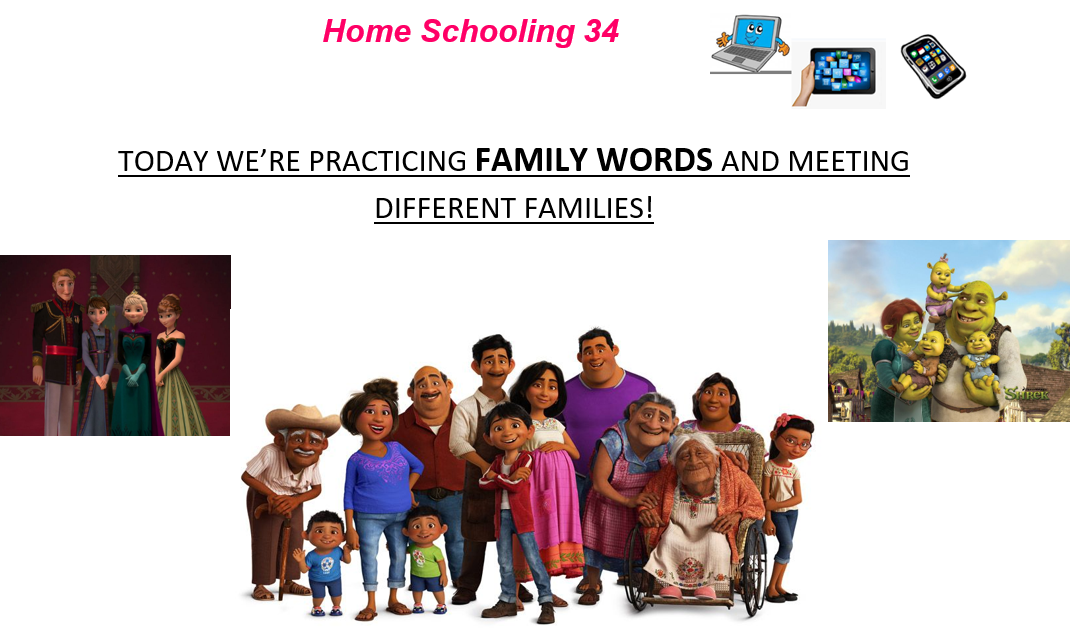 Home Schooling 34
TODAY WE’RE PRACTICING FAMILY WORDS AND MEETING
DIFFERENT FAMILIES!
SHREK